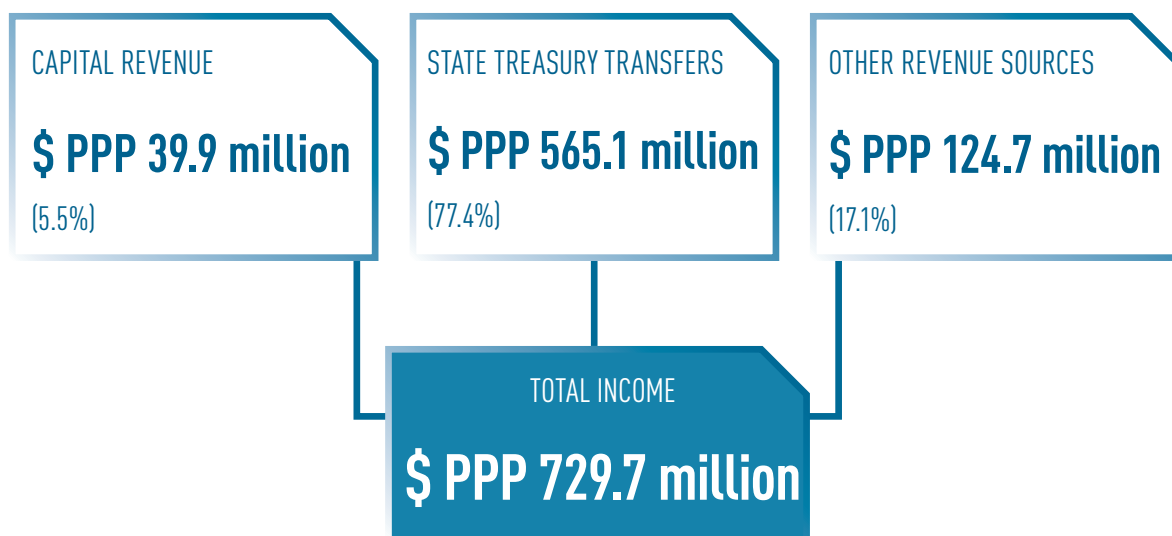 CAPITAL REVENUE
$ PPP 39.9 million
(5.5%)
STATE TREASURY TRANSFERS
$ PPP 565.1 million
(77.4%)
OTHER REVENUE SOURCES
$ PPP 124.7 million
(17.1%)
TOTAL INCOME
$ PPP 729.7 million